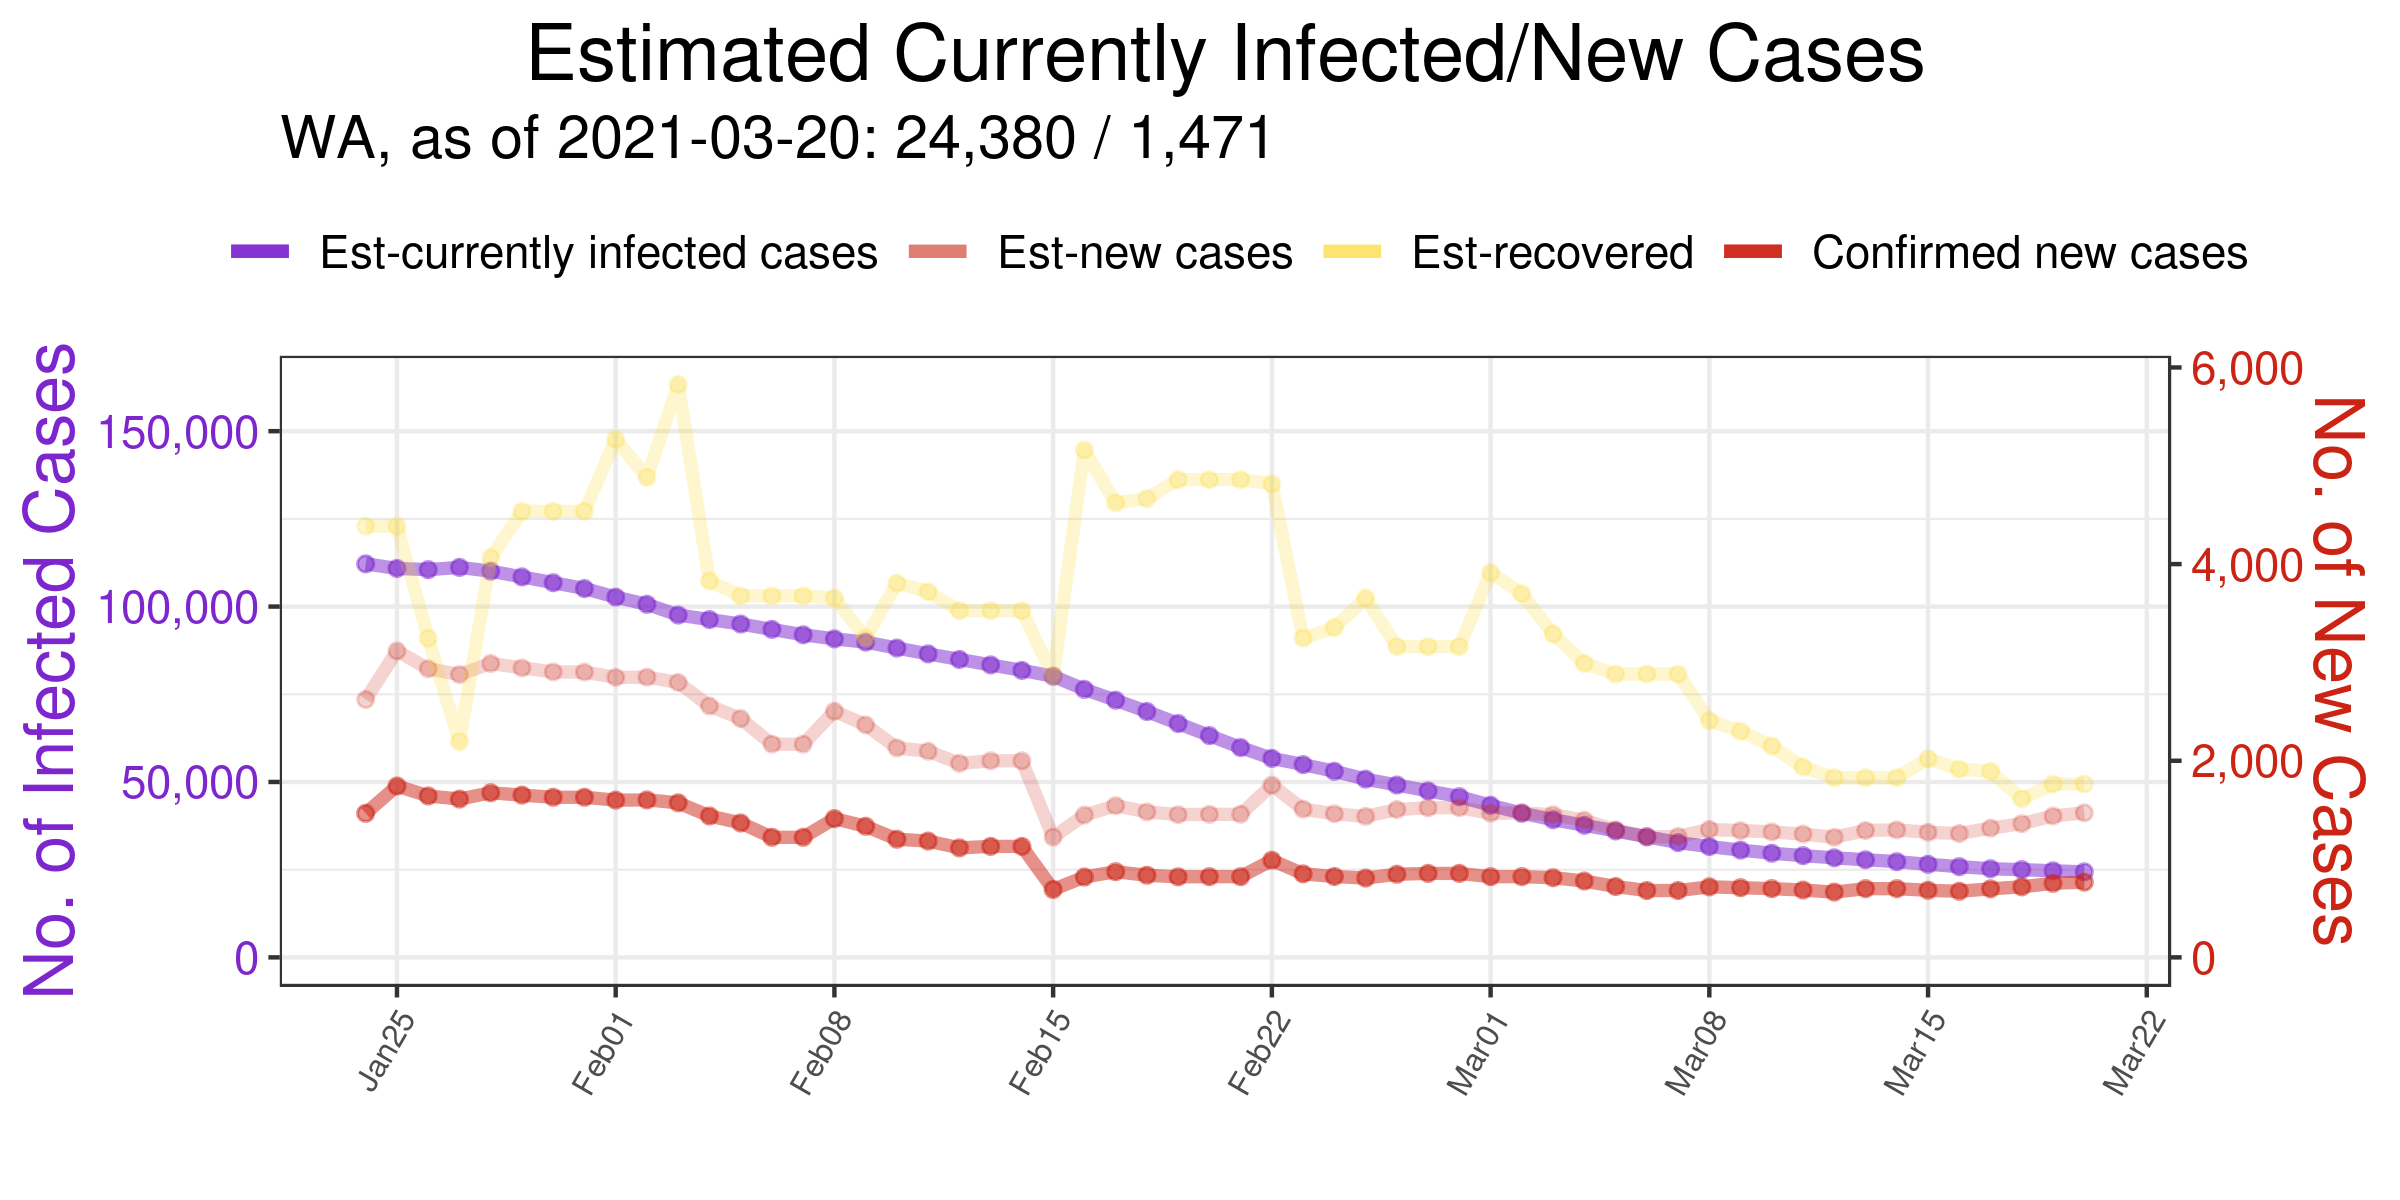 Estimated Currently Infected/New Cases
WA, as of 2021-03-20: 24,380 / 1,471
Est-currently infected cases Est-new cases Est-recovered Confirmed new cases
No. of Infected Cases
150,000
100,000
50,000
0
6,000
4,000
2,000
0
No. of New Cases
Jan25 Feb01 Feb08 Feb15 Feb22 Mar01 Mar08 Mar15 Mar22